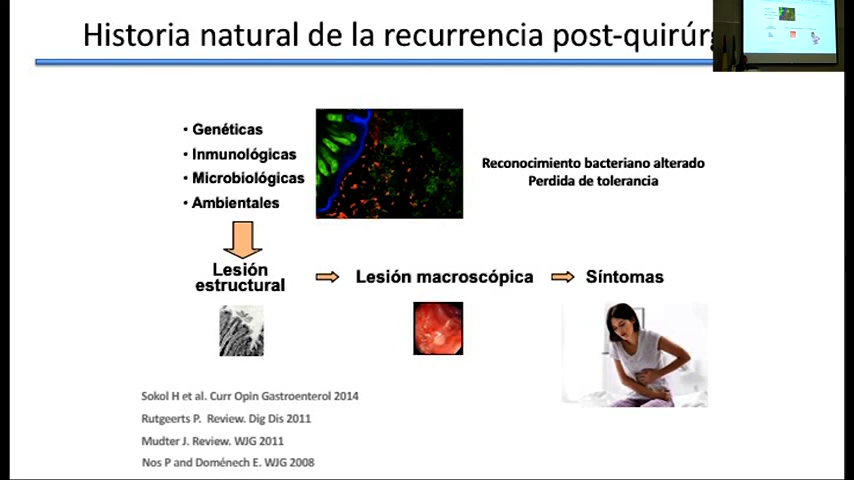 Historia natural de la recurrencia post-quirúr
• Genéticas
• Inmunológicas
• Microbiológicas
• Ambientales
Reconocimiento bacteriano alterado
Perdida de tolerancia
Lesión
estructural
Lesión macroscópica
Síntomas
Sokol H et al. Curr Opin Gastroenterol 2014
Rutgeerts P. Review. Dig Dis 2011
Mudter J. Review. WJG 2011
Nos P and Doménech E. WJG 2008